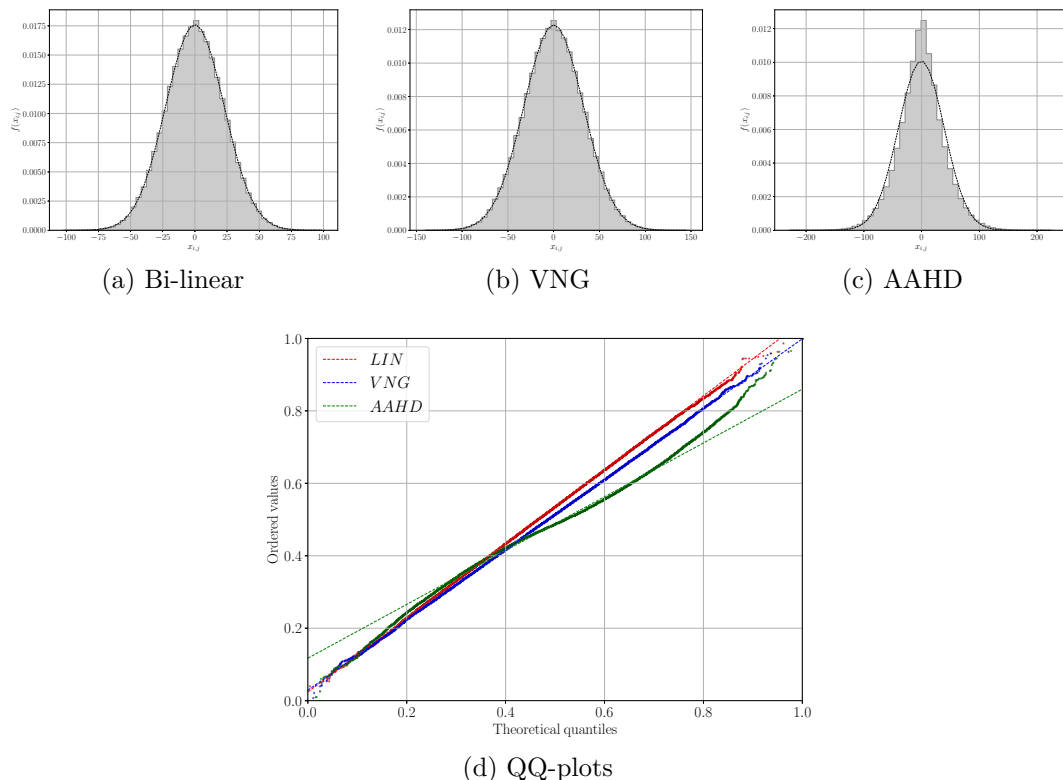 0.0175
0.0150
0.0125
0.0100
0.0075
0.0050
0.0025
0.0000
f(x_{i,j})
−100 −75 −50 −25 0 25 50 75 100
x_{i,j}
(a) Bi-linear
0.012
0.010
0.008
0.006
0.004
0.002
0.000
f(x_{i,j})
−150 −100 −50 0 50 100 150
x_{i,j}
(b) VNG
0.012
0.010
0.008
0.006
0.004
0.002
0.000
f(x_{i,j})
−200 −100 0 100 200
x_{i,j}
(c) AAHD
LIN
VNG
AAHD
1.0
0.8
0.6
0.4
0.2
0.0
Ordered values
0.0 0.2 0.4 0.6 0.8 1.0
Theoretical quantiles
(d) QQ-plots